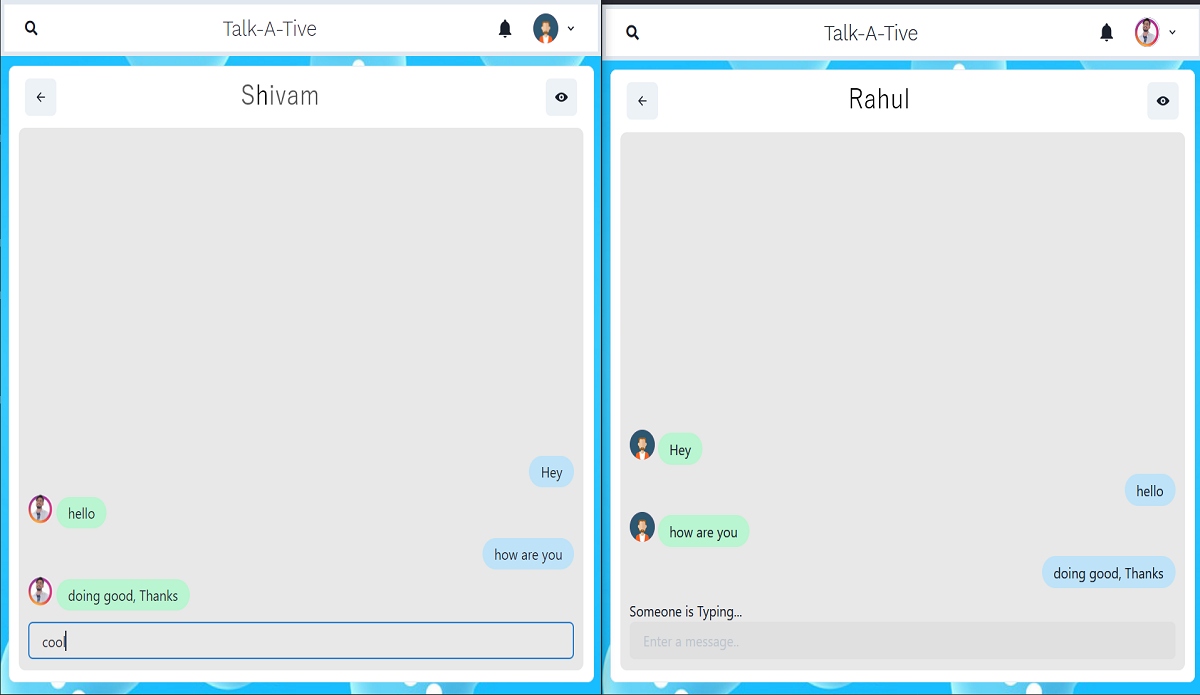 Talk-A-Tive
Shivam
Hey
hello
how are you
doing good, Thanks
cool
Talk-A-Tive
Rahul
Hey
hello
how are you
doing good, Thanks
Someone is Typing...
Enter a message..